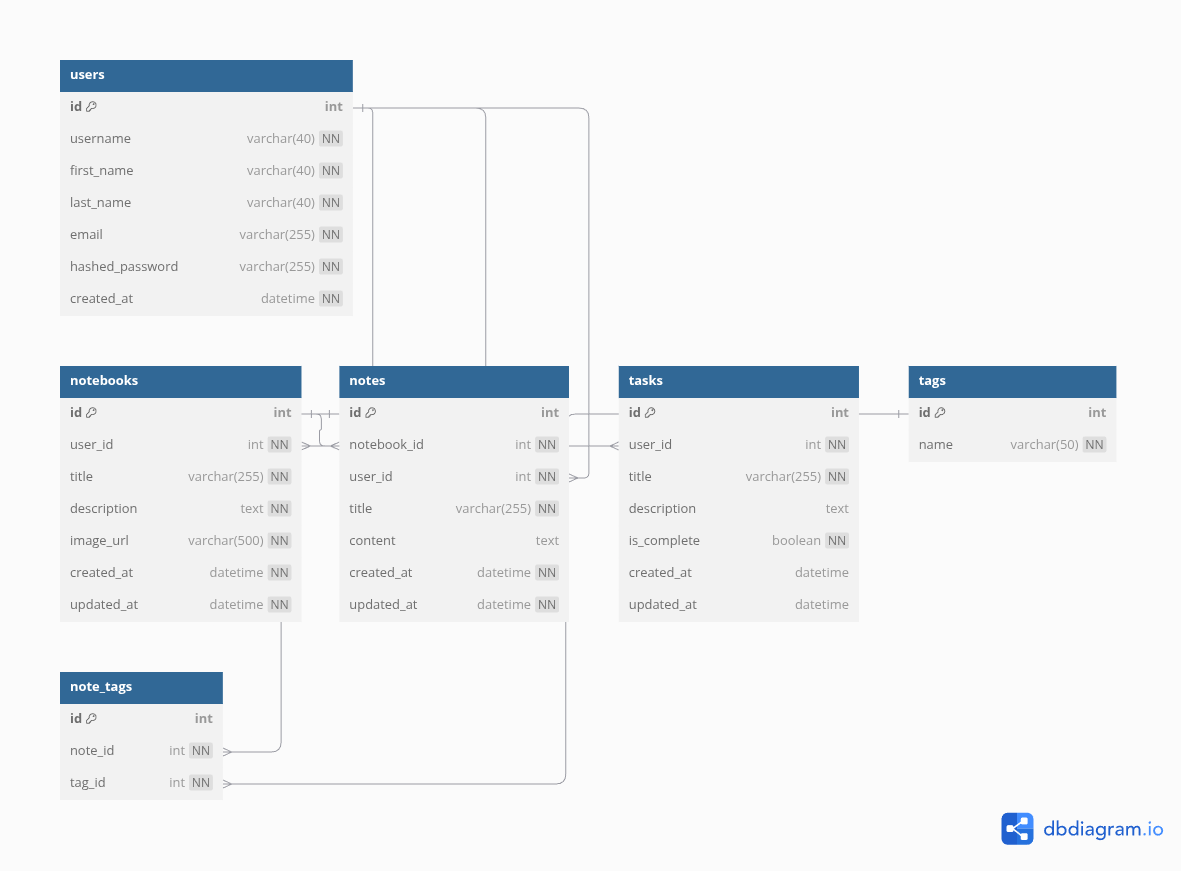 users
id int
username varchar(40) NN
first_name varchar(40) NN
last_name varchar(40) NN
email varchar(255) NN
hashed_password varchar(255) NN
created_at datetime NN
notebooks
id int
user_id int NN
title varchar(255) NN
description text NN
image_url varchar(500) NN
created_at datetime NN
updated_at datetime NN
notes
id int
notebook_id int NN
user_id int NN
title varchar(255) NN
content text
created_at datetime NN
updated_at datetime NN
tasks
id int
user_id int NN
title varchar(255) NN
description text
is_complete boolean NN
created_at datetime
updated_at datetime
tags
id int
name varchar(50) NN
note_tags
id int
note_id int NN
tag_id int NN
dbdiagram.io